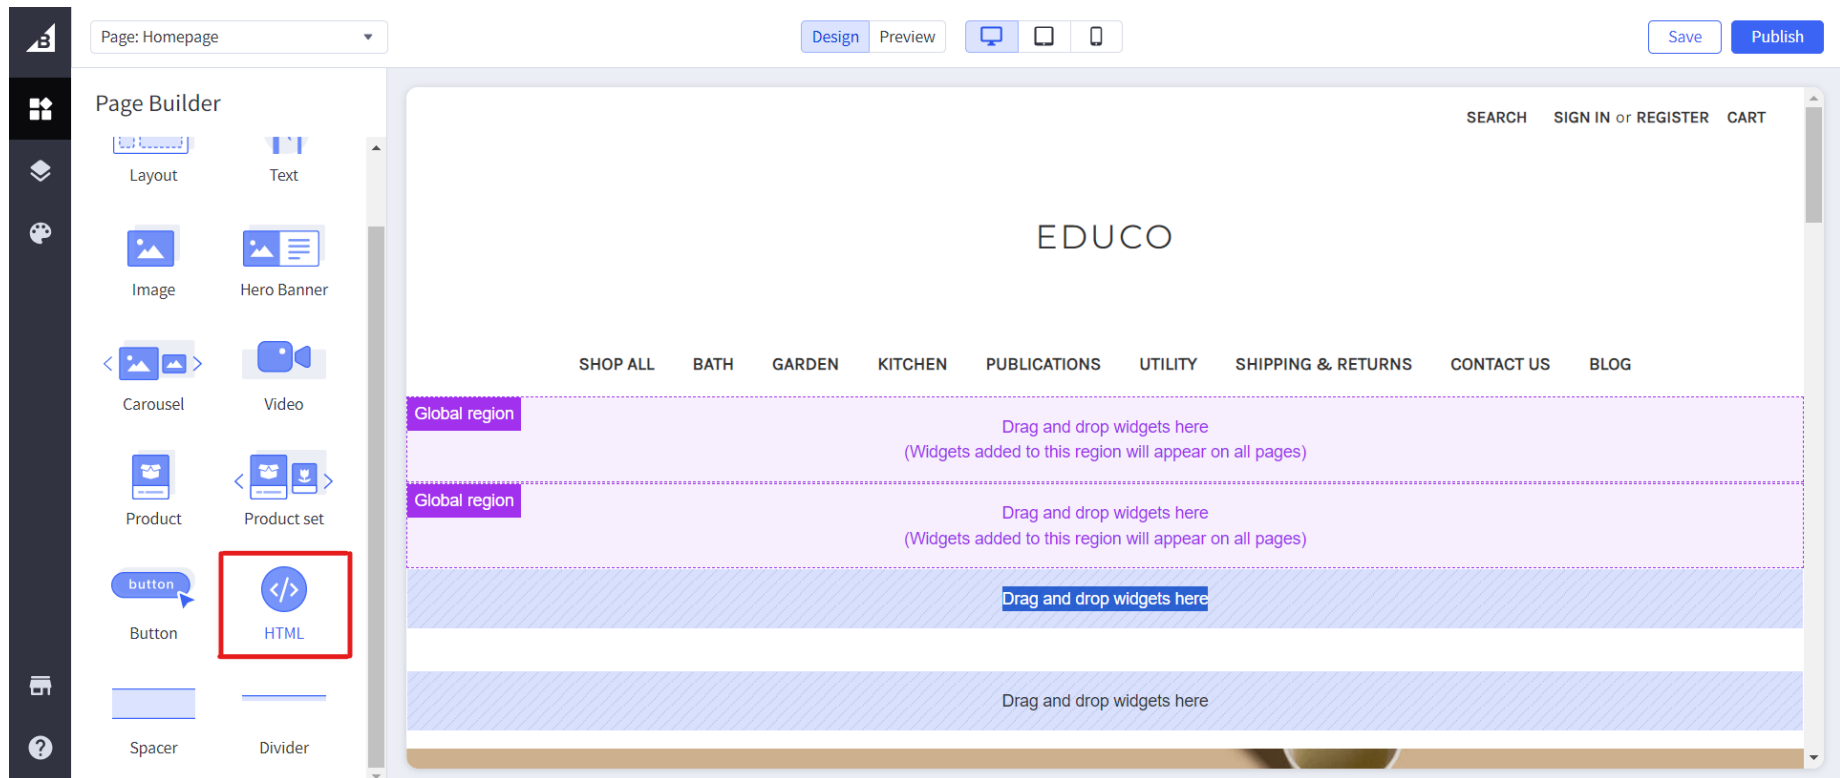 B
Page: Homepage
Design
Preview
Save
Publish
Page Builder
Layout
Text
Image
Hero Banner
Carousel
Video
Product
Product set
button
Button
</>
HTML
Spacer
Divider
?
SEARCH
SIGN IN or REGISTER
CART
EDUCO
SHOP ALL
BATH
GARDEN
KITCHEN
PUBLICATIONS
UTILITY
SHIPPING & RETURNS
CONTACT US
BLOG
Global region
Drag and drop widgets here
(Widgets added to this region will appear on all pages)
Global region
Drag and drop widgets here
(Widgets added to this region will appear on all pages)
Drag and drop widgets here
Drag and drop widgets here